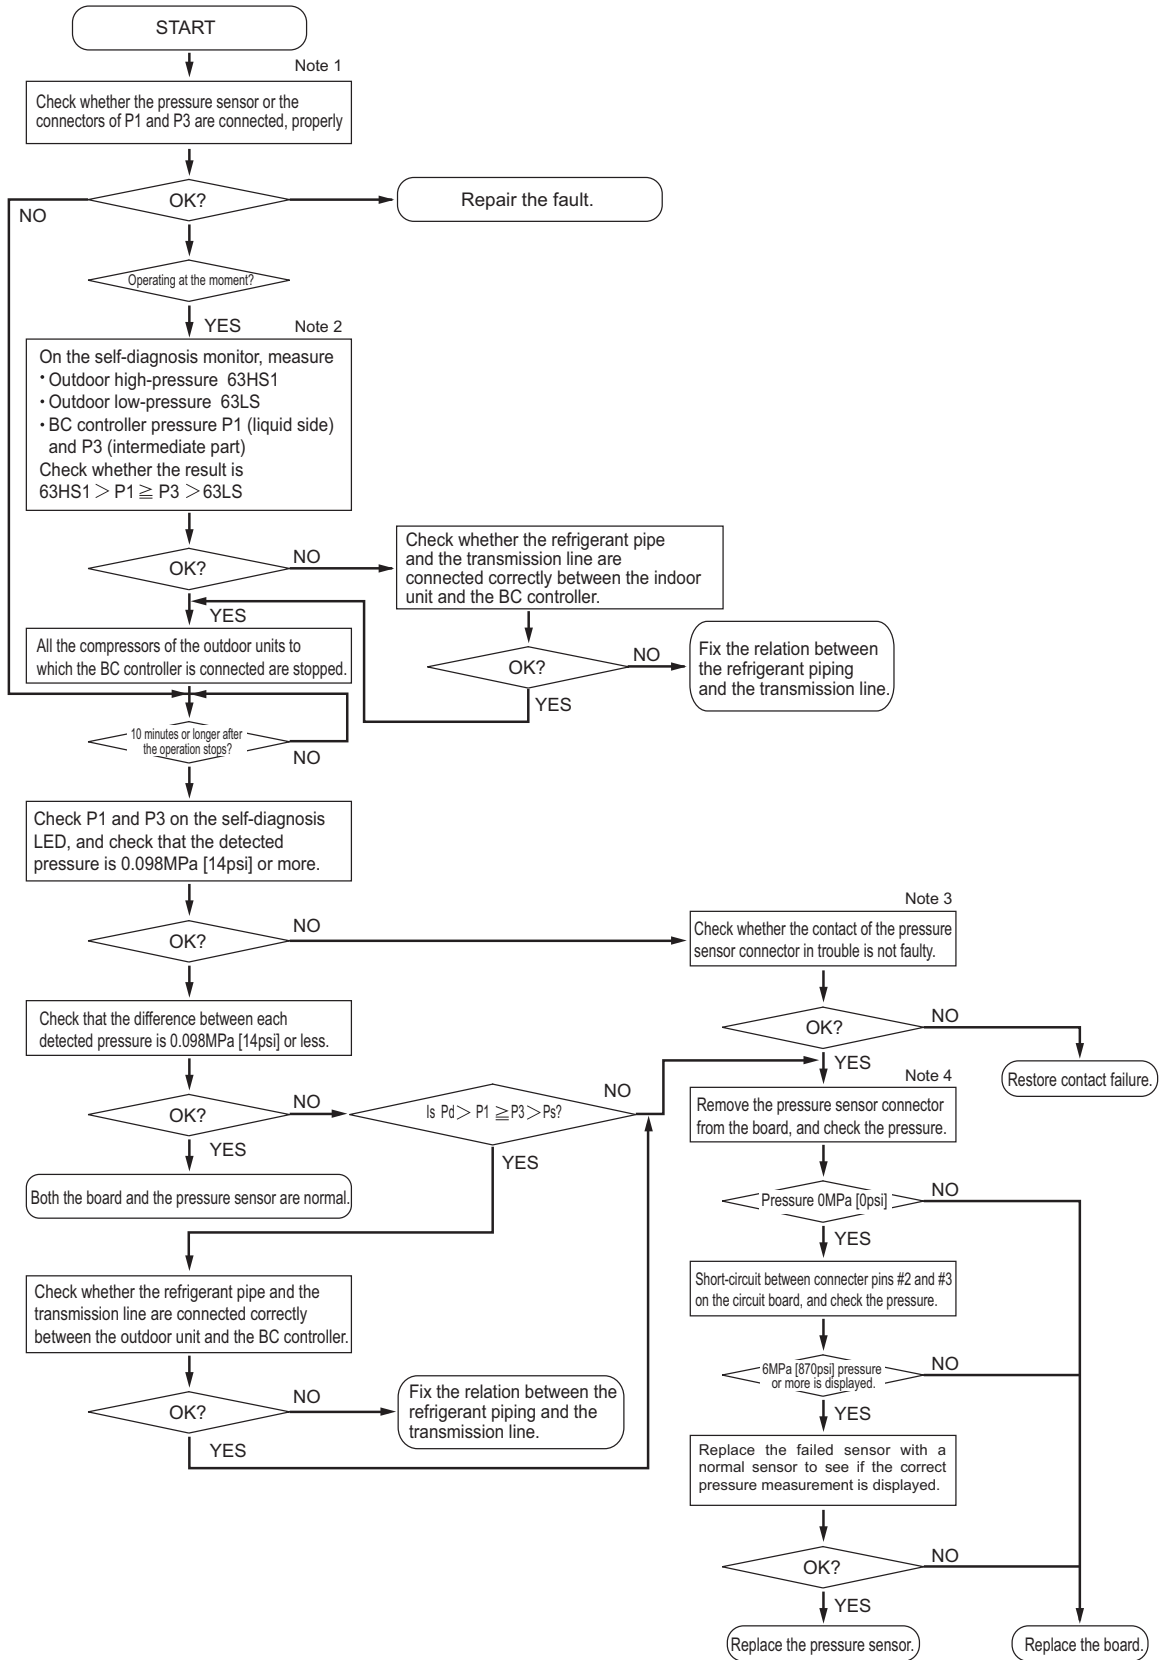 START
Note 1
Check whether the pressure sensor or the
connectors of P1 and P3 are connected, properly
OK?
Repair the fault.
NO
Operating at the moment?
YES
Note 2
On the self-diagnosis monitor, measure
・Outdoor high-pressure 63HS1
・Outdoor low-pressure 63LS
・BC controller pressure P1 (liquid side)
and P3 (intermediate part)
Check whether the result is
63HS1＞P1 ≧ P3 ＞63LS
OK?
NO
Check whether the refrigerant pipe
and the transmission line are
connected correctly between the indoor
unit and the BC controller.
YES
All the compressors of the outdoor units to
which the BC controller is connected are stopped.
OK?
NO
Fix the relation between
the refrigerant piping
and the transmission line.
YES
10 minutes or longer after
the operation stops?
NO
Check P1 and P3 on the self-diagnosis
LED, and check that the detected
pressure is 0.098MPa [14psi] or more.
OK?
NO
Note 3
Check whether the contact of the pressure
sensor connector in trouble is not faulty.
Check that the difference between each
detected pressure is 0.098MPa [14psi] or less.
OK?
NO
Restore contact failure.
YES
Note 4
OK?
NO
Is Pd＞ P1 ≧P3＞Ps?
NO
YES
YES
Remove the pressure sensor connector
from the board, and check the pressure.
Both the board and the pressure sensor are normal.
Pressure 0MPa [0psi]
NO
YES
Check whether the refrigerant pipe and the
transmission line are connected correctly
between the outdoor unit and the BC controller.
Short-circuit between connecter pins #2 and #3
on the circuit board, and check the pressure.
6MPa [870psi] pressure
or more is displayed.
NO
YES
OK?
NO
Fix the relation between the
refrigerant piping and the
transmission line.
YES
Replace the failed sensor with a
normal sensor to see if the correct
pressure measurement is displayed.
OK?
NO
YES
Replace the pressure sensor.
Replace the board.